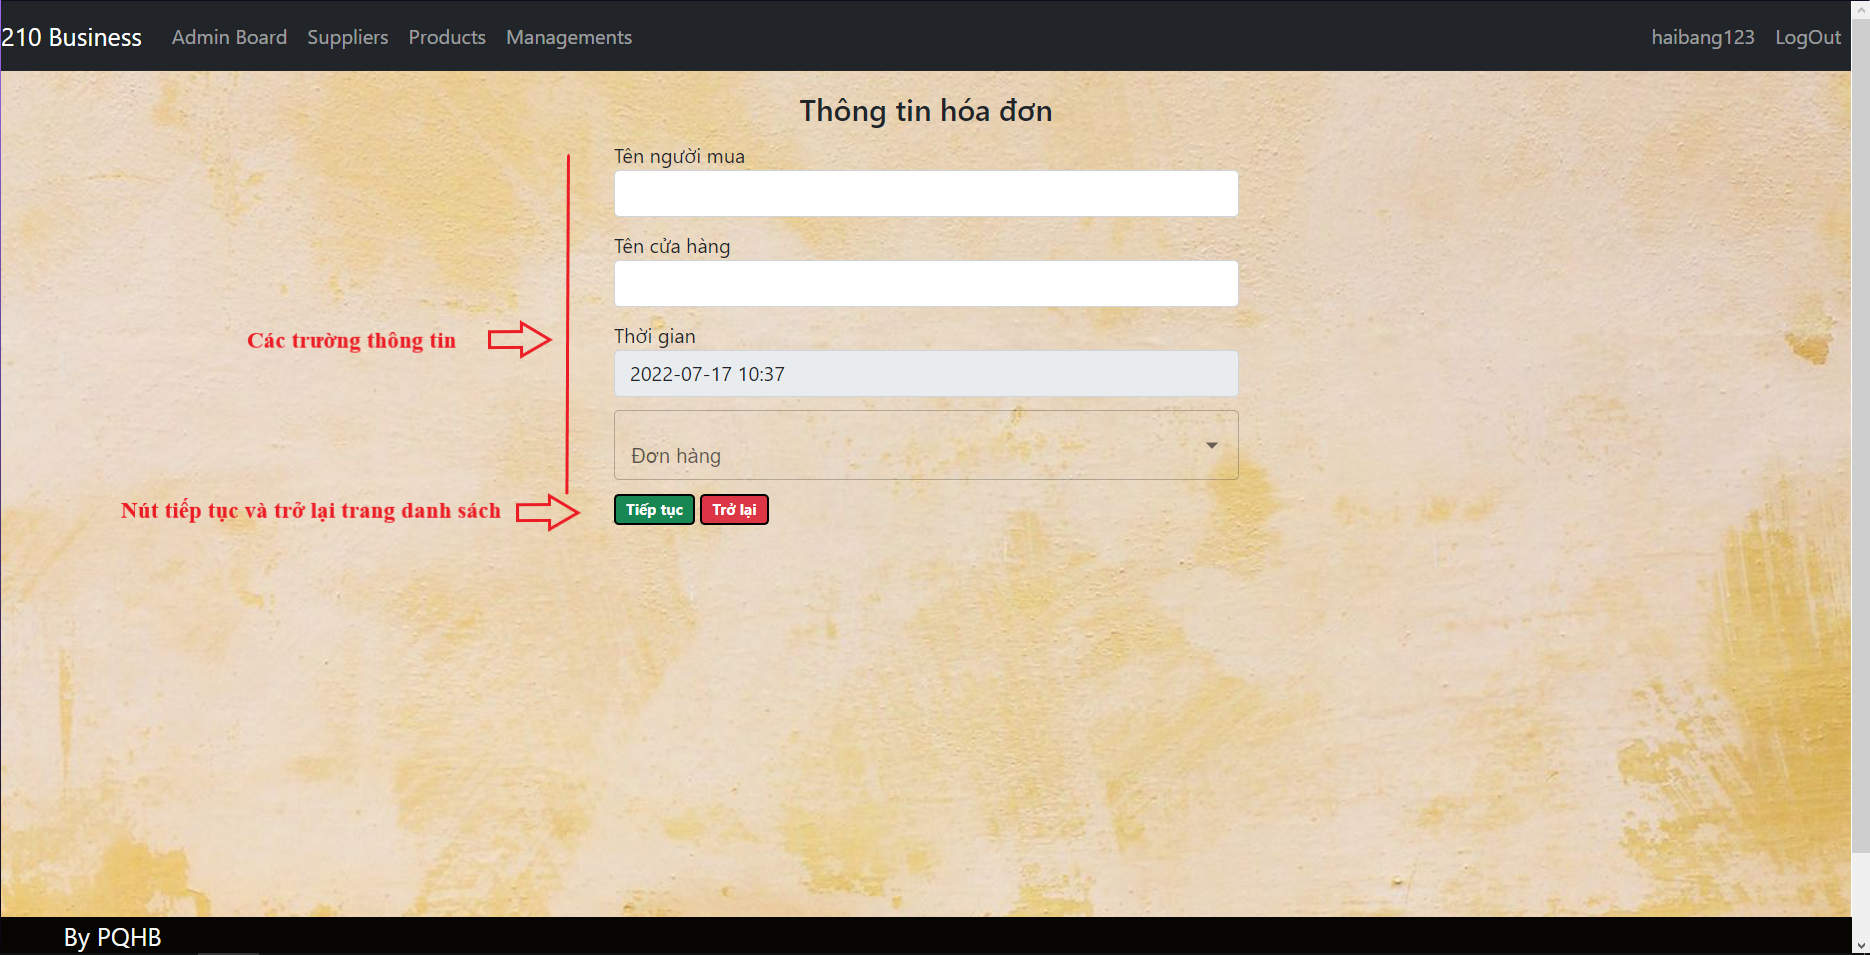 210 Business Admin Board Suppliers Products Managements haibang123 LogOut
Thông tin hóa đơn
Tên người mua
Tên cửa hàng
Các trường thông tin
Thời gian
2022-07-17 10:37
Đơn hàng
Nút tiếp tục và trở lại trang danh sách
Tiếp tục Trở lại
By PQHB